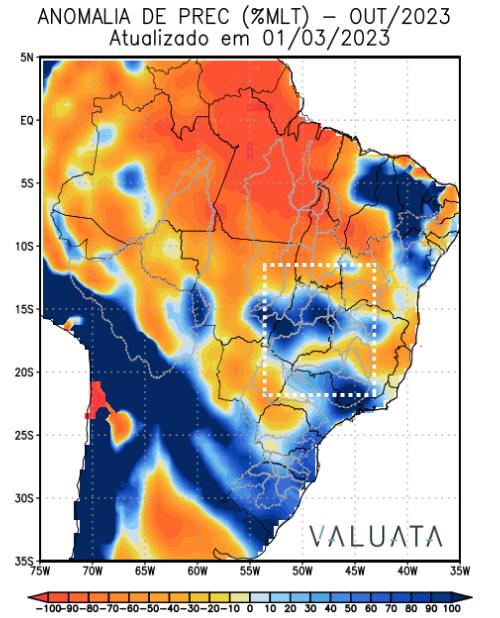 ANOMALIA DE PREC (%MLT) – OUT/2023
Atualizado em 01/03/2023
5N
EQ
5S
10S
15S
20S
25S
30S
35S
VALUATA
75W 70W 65W 60W 55W 50W 45W 40W 35W
-100-90-80-70-60-50-40-30-20-10 0 10 20 30 40 50 60 70 80 90 100